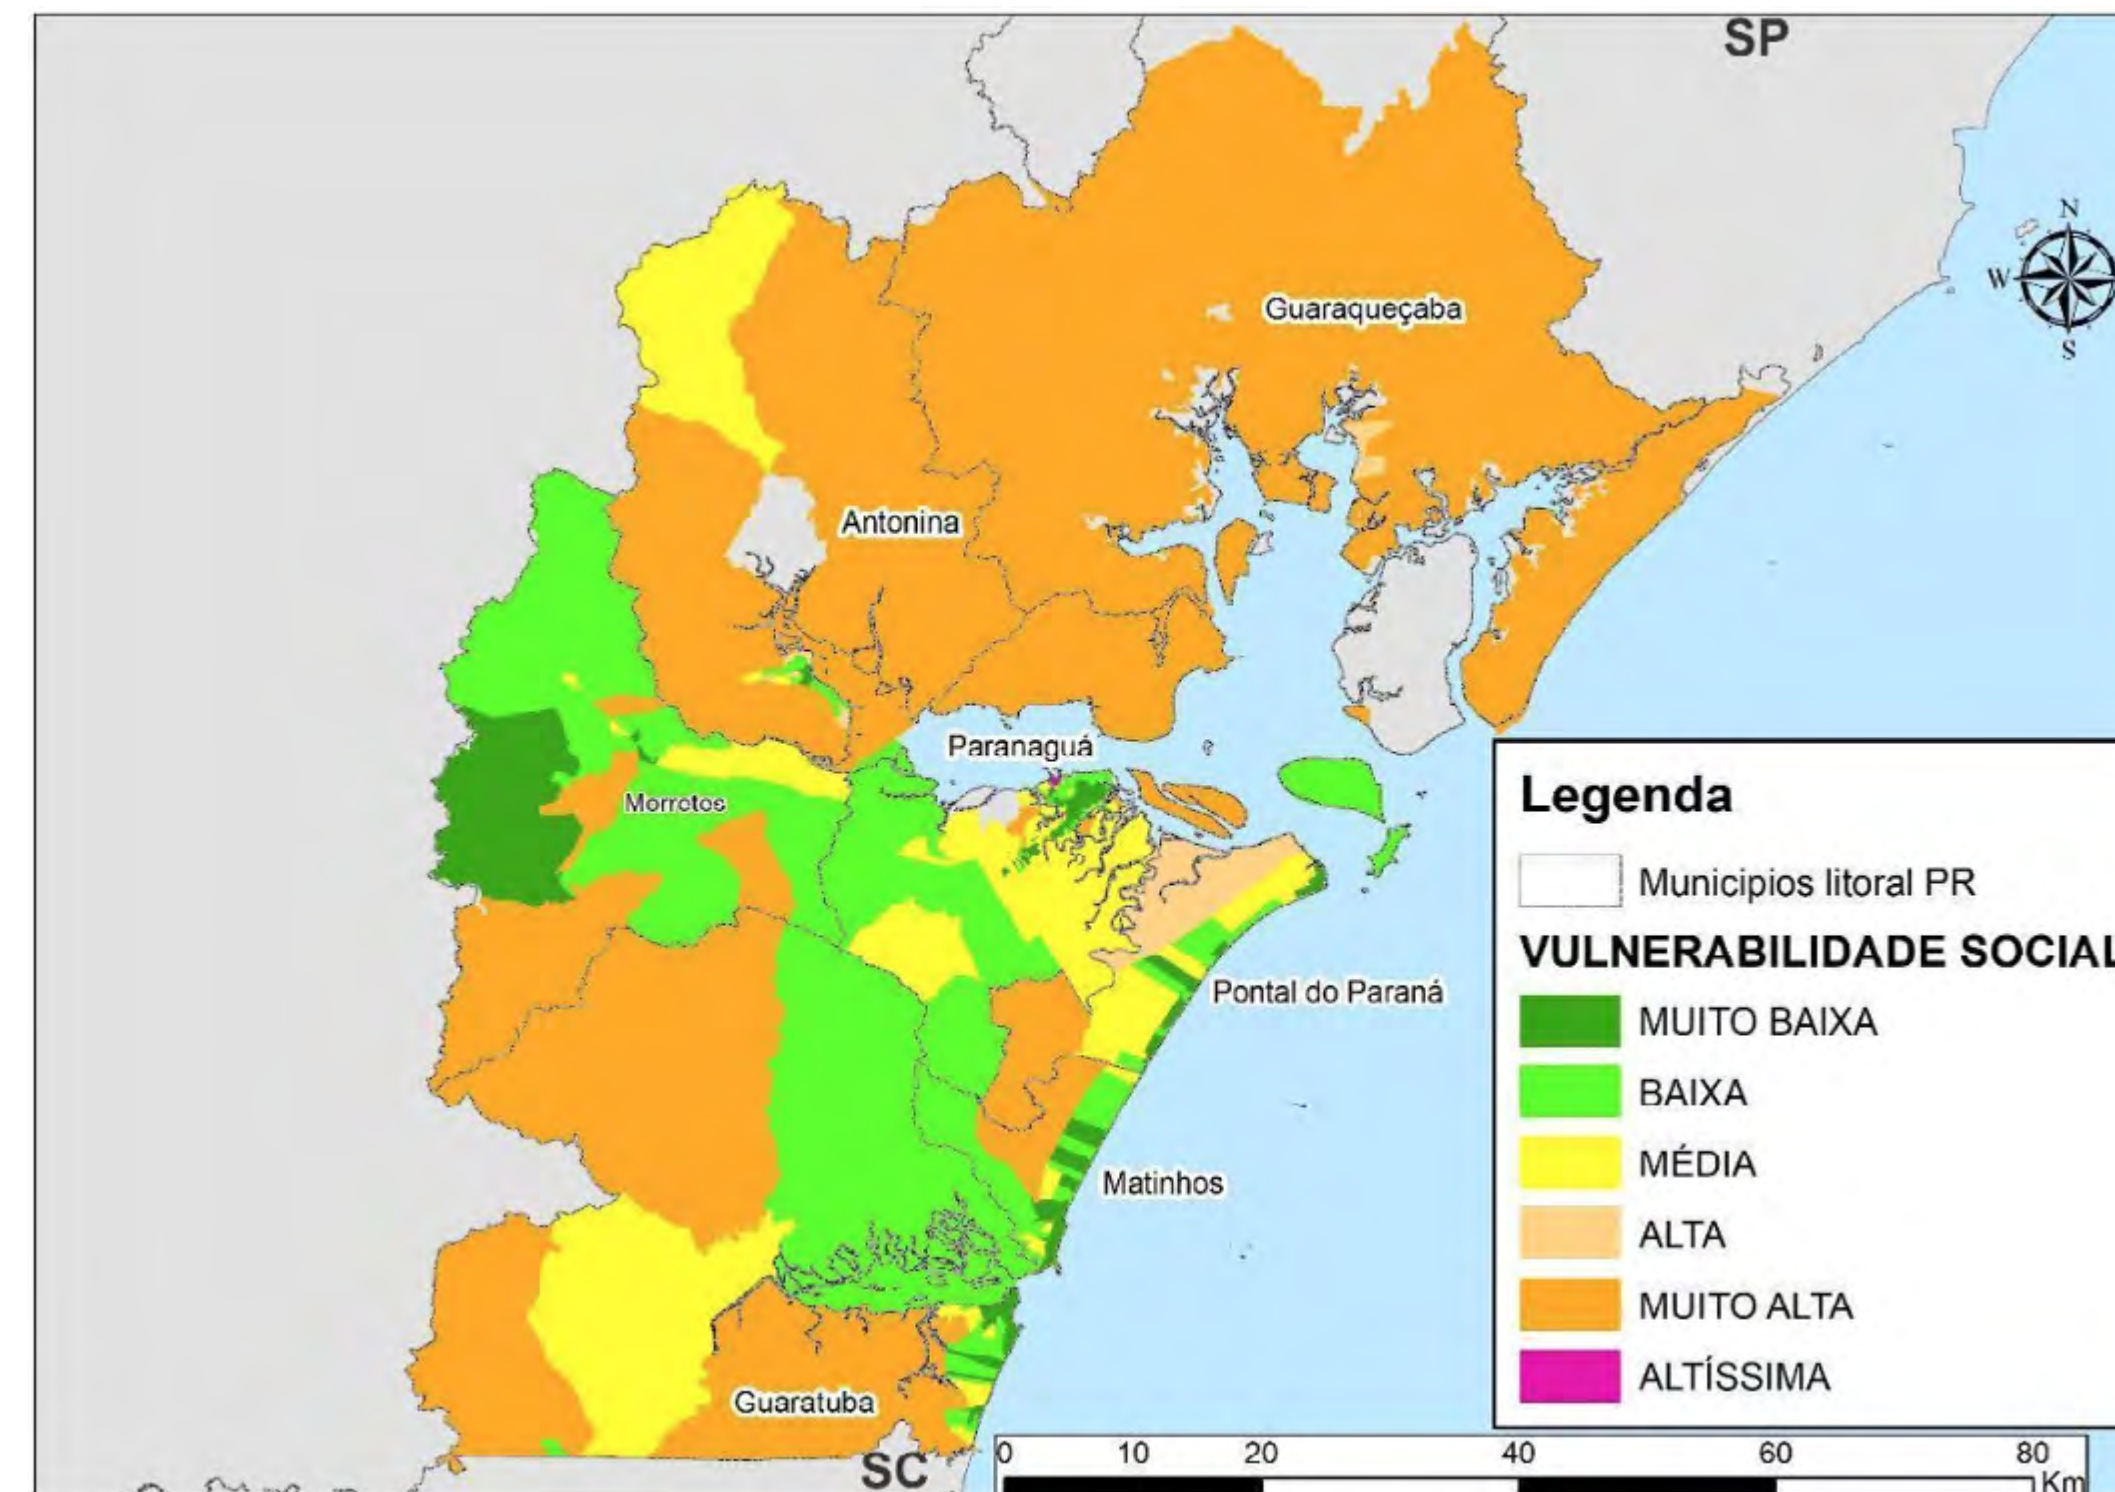 SP
N
W
S
Guaraqueçaba
Antonina
Paranaguá
Morretes
Pontal do Paraná
Matinhos
Guaratuba
SC
Legenda
Municipios litoral PR
VULNERABILIDADE SOCIAL
MUITO BAIXA
BAIXA
MÉDIA
ALTA
MUITO ALTA
ALTÍSSIMA
0 10 20 40 60 80
Km